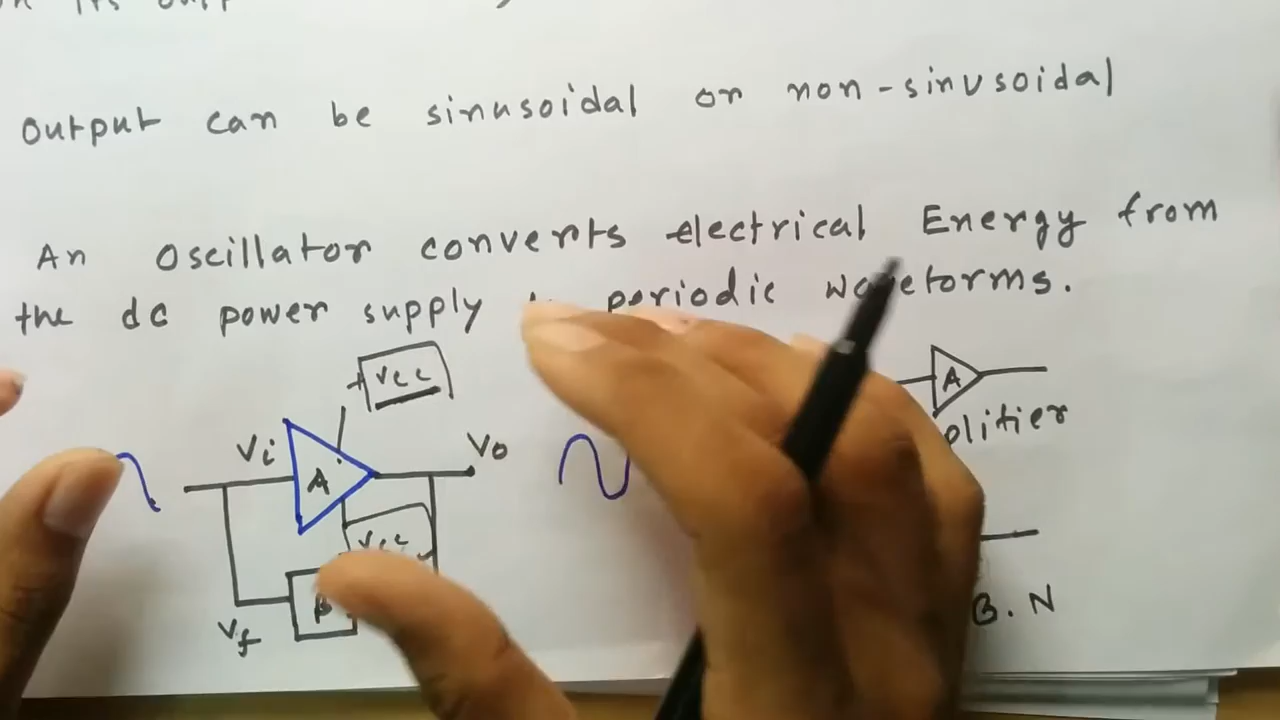 Output can be sinusoidal or non-sinusoidal
An Oscillator converts electrical Energy from
the dc power supply periodic waveforms.
+Vcc
Vi A Vo A
Vcc
β
Vf B.N